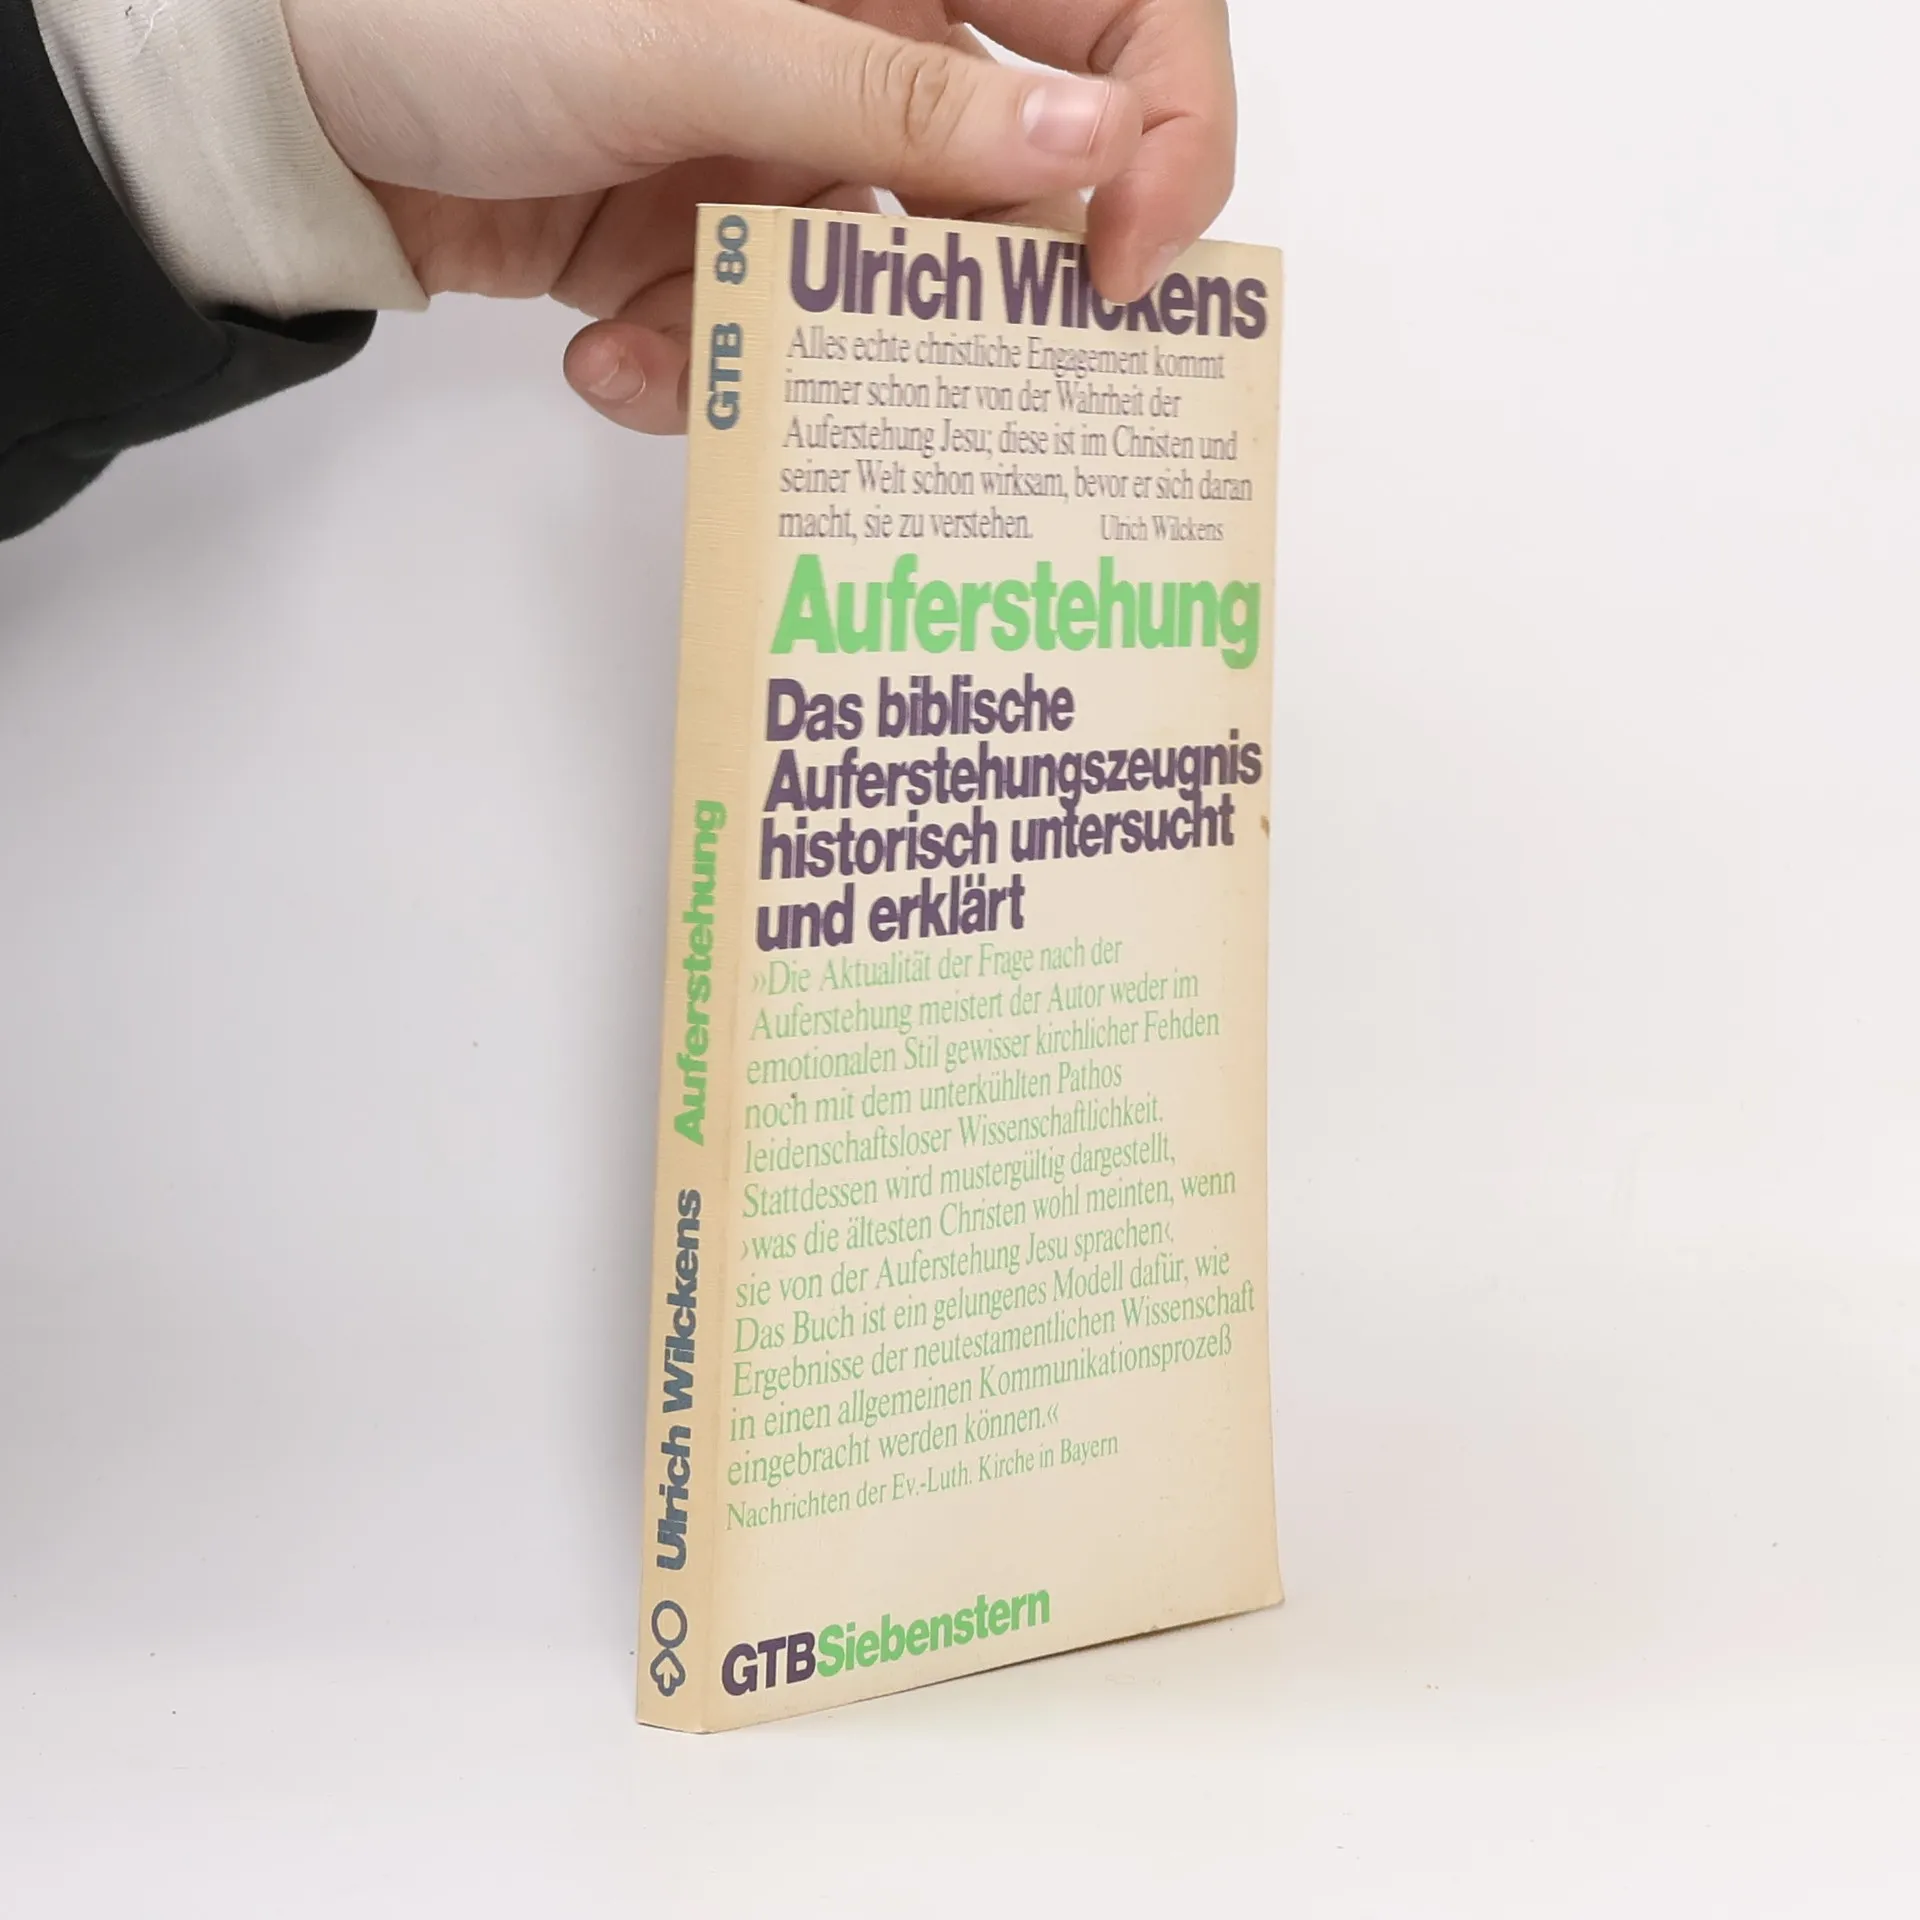 GTB 80
Auferstehung
Ulrich Wilckens
Ulrich Wilckens
Alles echte christliche Engagement kommt
immer schon her von der Wahrheit der
Auferstehung Jesu; diese ist im Christen und
seiner Welt schon wirksam, bevor er sich daran
macht, sie zu verstehen. Ulrich Wilckens
Auferstehung
Das biblische
Auferstehungszeugnis
historisch untersucht
und erklärt
»Die Aktualität der Frage nach der
Auferstehung meistert der Autor weder im
emotionalen Stil gewisser kirchlicher Fehden
noch mit dem unterkühlten Pathos
leidenschaftsloser Wissenschaftlichkeit.
Stattdessen wird mustergültig dargestellt,
›was die ältesten Christen wohl meinten, wenn
sie von der Auferstehung Jesu sprachen‹.
Das Buch ist ein gelungenes Modell dafür, wie
Ergebnisse der neutestamentlichen Wissenschaft
in einen allgemeinen Kommunikationsprozeß
eingebracht werden können.«
Nachrichten der Ev.-Luth. Kirche in Bayern
GTBSiebenstern